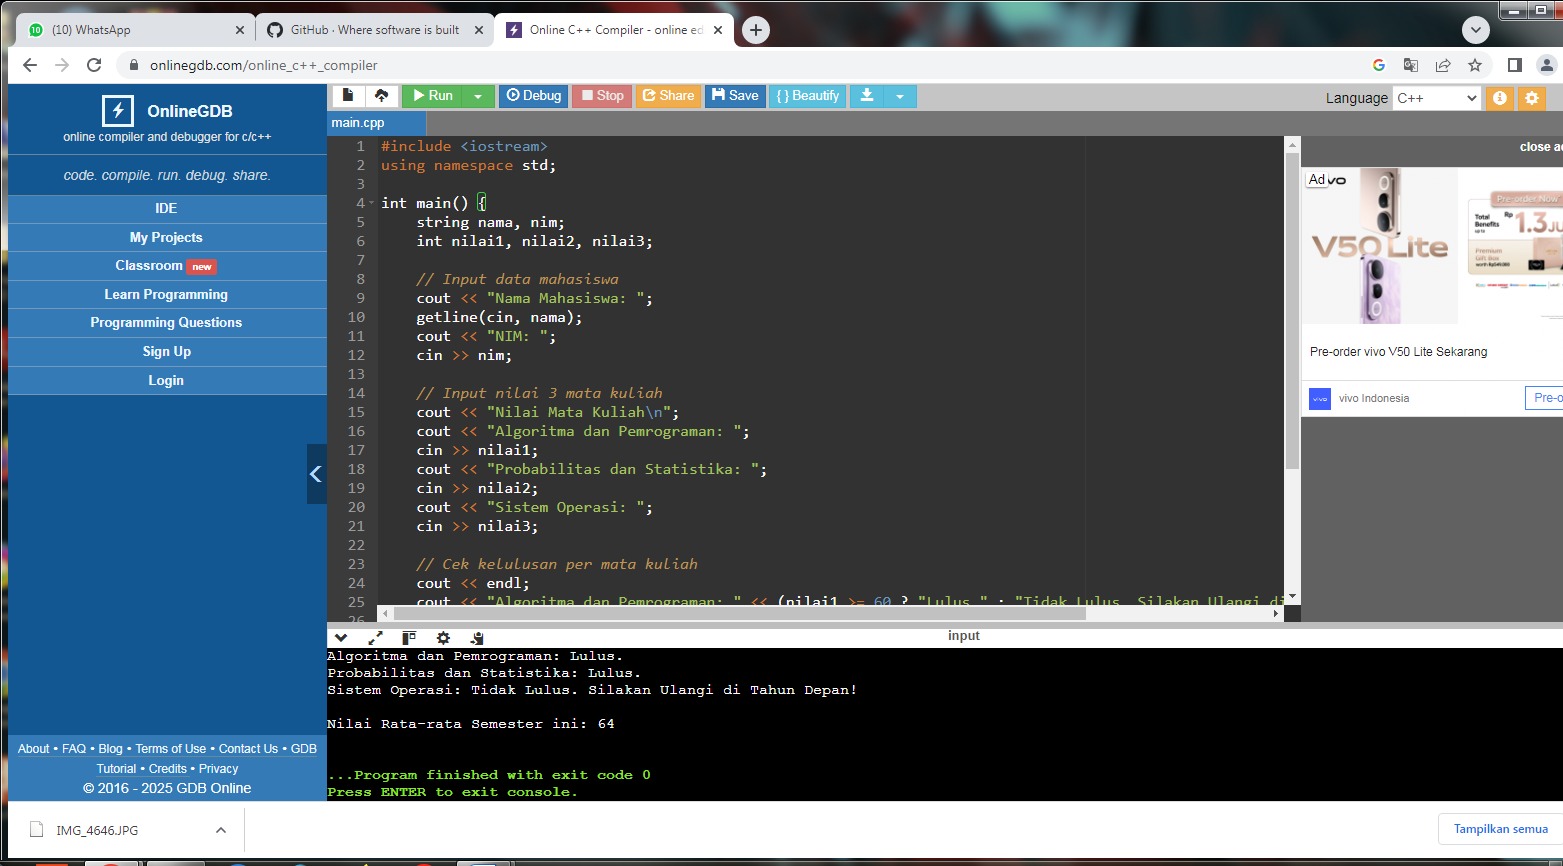 (10) WhatsApp
GitHub · Where software is built
Online C++ Compiler - online ed
onlinegdb.com/online_c++_compiler
OnlineGDB
online compiler and debugger for c/c++
code. compile. run. debug. share.
IDE
My Projects
Classroom new
Learn Programming
Programming Questions
Sign Up
Login
About • FAQ • Blog • Terms of Use • Contact Us • GDB
Tutorial • Credits • Privacy
© 2016 - 2025 GDB Online
Run Debug Stop Share Save { } Beautify
Language C++
main.cpp
1 #include <iostream>
2 using namespace std;
3
4 int main() {
5 string nama, nim;
6 int nilai1, nilai2, nilai3;
7
8 // Input data mahasiswa
9 cout << "Nama Mahasiswa: ";
10 getline(cin, nama);
11 cout << "NIM: ";
12 cin >> nim;
13
14 // Input nilai 3 mata kuliah
15 cout << "Nilai Mata Kuliah\n";
16 cout << "Algoritma dan Pemrograman: ";
17 cin >> nilai1;
18 cout << "Probabilitas dan Statistika: ";
19 cin >> nilai2;
20 cout << "Sistem Operasi: ";
21 cin >> nilai3;
22
23 // Cek kelulusan per mata kuliah
24 cout << endl;
25 cout << "Algoritma dan Pemrograman: " << (nilai1 >= 60 ? "Lulus." : "Tidak Lulus. Silakan Ulangi di
26
close ad
Ad vivo
V50 Lite
Pre-order Now
Total
Benefits
up to
Rp 1.3JU
Premium
Gift Box
Pre-order vivo V50 Lite Sekarang
vivo
vivo Indonesia
Pre-o
input
Algoritma dan Pemrograman: Lulus.
Probabilitas dan Statistika: Lulus.
Sistem Operasi: Tidak Lulus. Silakan Ulangi di Tahun Depan!
Nilai Rata-rata Semester ini: 64
...Program finished with exit code 0
Press ENTER to exit console.
IMG_4646.JPG
Tampilkan semua